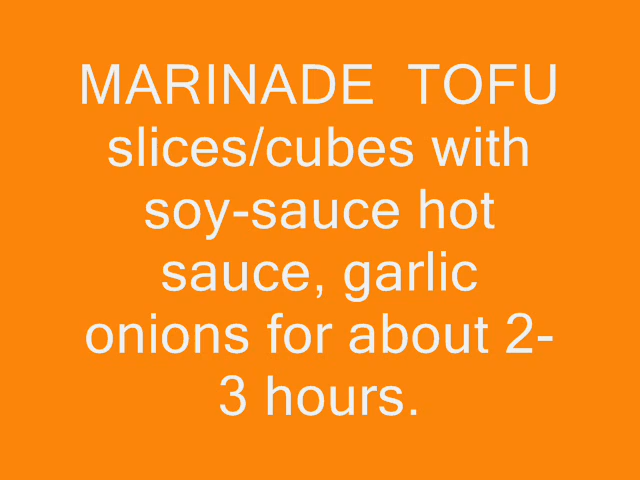 MARINADE  TOFU
slices/cubes with
soy-sauce hot
sauce, garlic
onions for about 2-
3 hours.